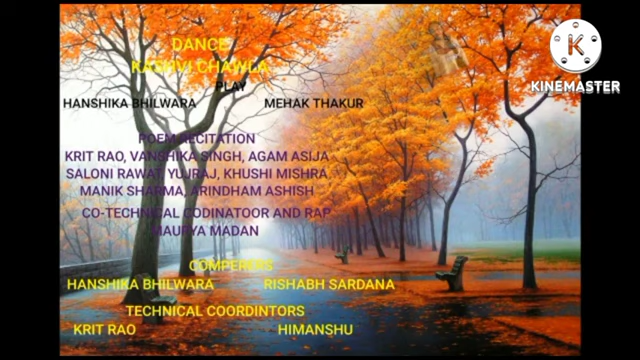 DANCE
KASHVI CHAWLA
PLAY
HANSHIKA BHILWARA MEHAK THAKUR
POEM RECITATION
KRIT RAO, VANSHIKA SINGH, AGAM ASIJA
SALONI RAWAT, YUJRAJ, KHUSHI MISHRA
MANIK SHARMA, ARINDHAM ASHISH
CO-TECHNICAL CODINATOOR AND RAP
MAURYA MADAN
COMPERERS
HANSHIKA BHILWARA RISHABH SARDANA
TECHNICAL COORDINTORS
KRIT RAO HIMANSHU
K
KINEMASTER